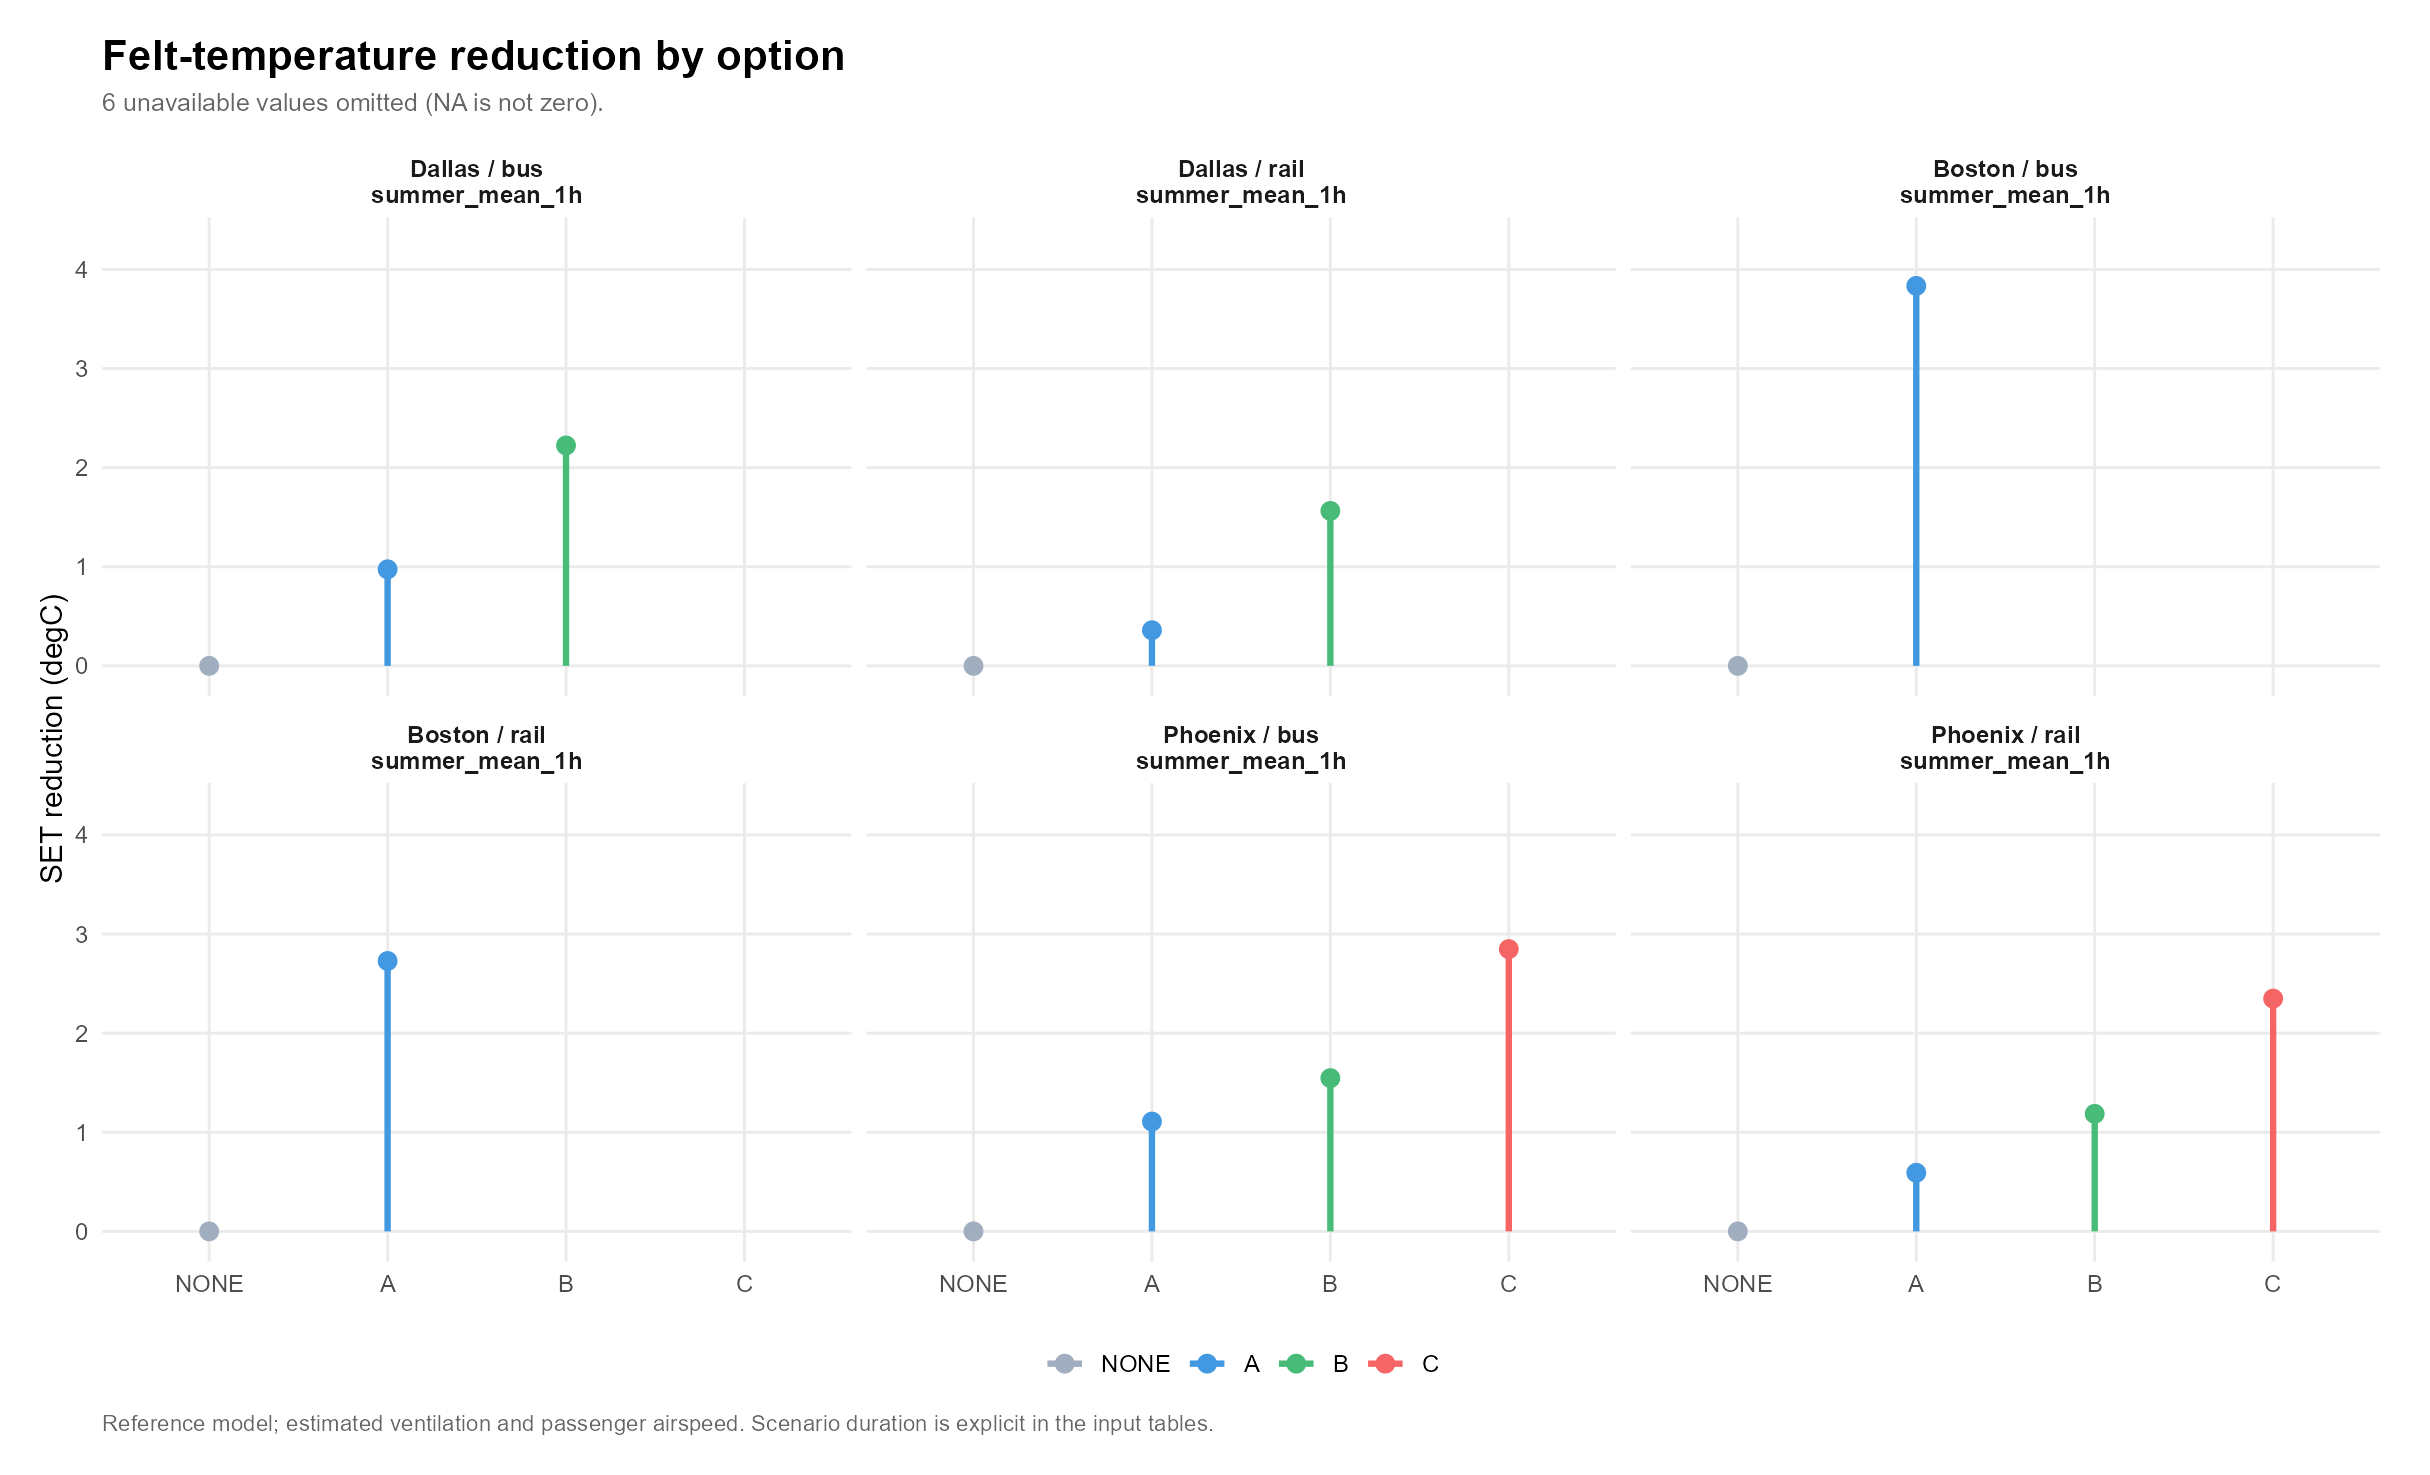 Felt-temperature reduction by option
6 unavailable values omitted (NA is not zero).
Dallas / bus
summer_mean_1h
Dallas / rail
summer_mean_1h
Boston / bus
summer_mean_1h
4
3
2
1
0
SET reduction (degC)
Boston / rail
summer_mean_1h
Phoenix / bus
summer_mean_1h
Phoenix / rail
summer_mean_1h
4
3
2
1
0
NONE A B C
NONE A B C
NONE A B C
NONE A B C
Reference model; estimated ventilation and passenger airspeed. Scenario duration is explicit in the input tables.